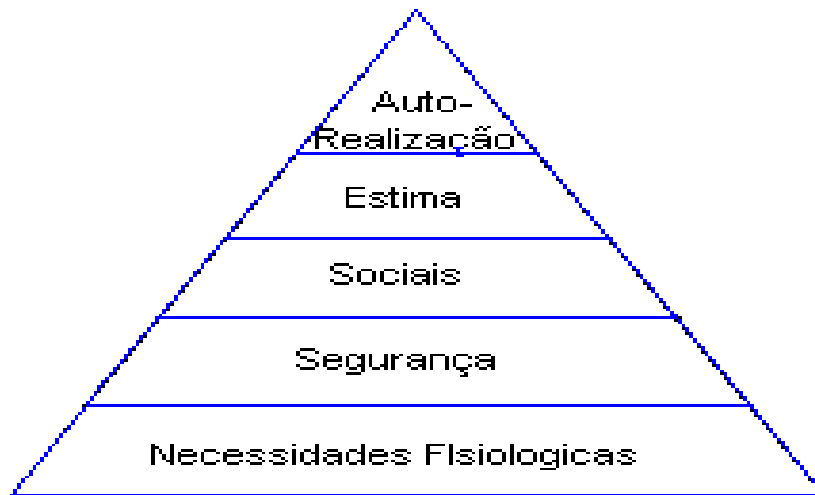 Auto-
Realização
Estima
Sociais
Segurança
Necessidades FIsiologicas